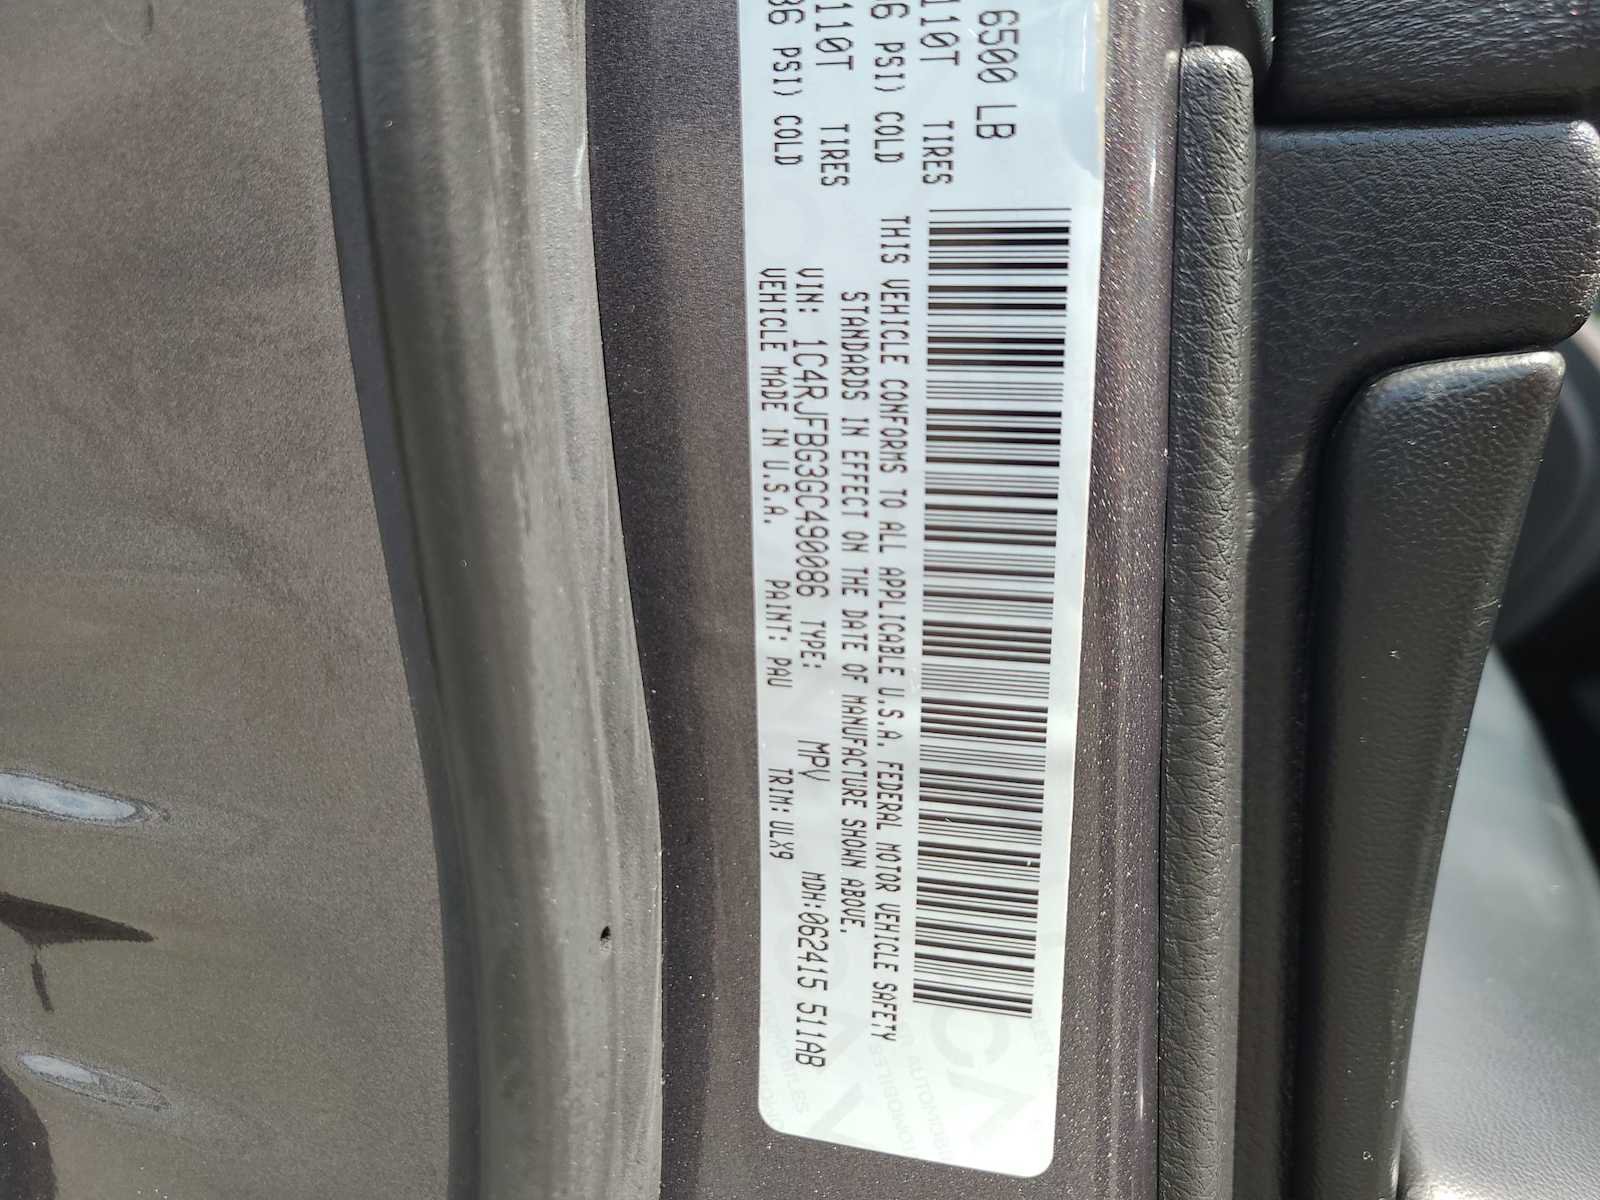 6500 LB
110T TIRES
6 PSI) COLD
110T TIRES
36 PSI) COLD
THIS VEHICLE CONFORMS TO ALL APPLICABLE U.S.A. FEDERAL MOTOR VEHICLE SAFETY
STANDARDS IN EFFECT ON THE DATE OF MANUFACTURE SHOWN ABOVE.
VIN: 1C4RJFBG3GC490086 TYPE: MPV MDH:062415 511AB
VEHICLE MADE IN U.S.A. PAINT: PAU TRIM: ULX9